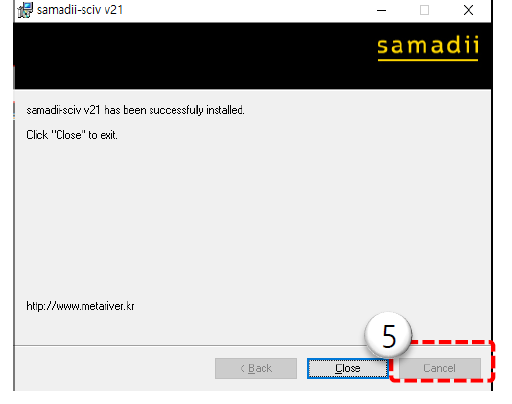 samadii-sciv v21
samadii
samadii-sciv v21 has been successfully installed.
Click "Close" to exit.
http://www.metariver.kr
5
< Back
Close
Cancel